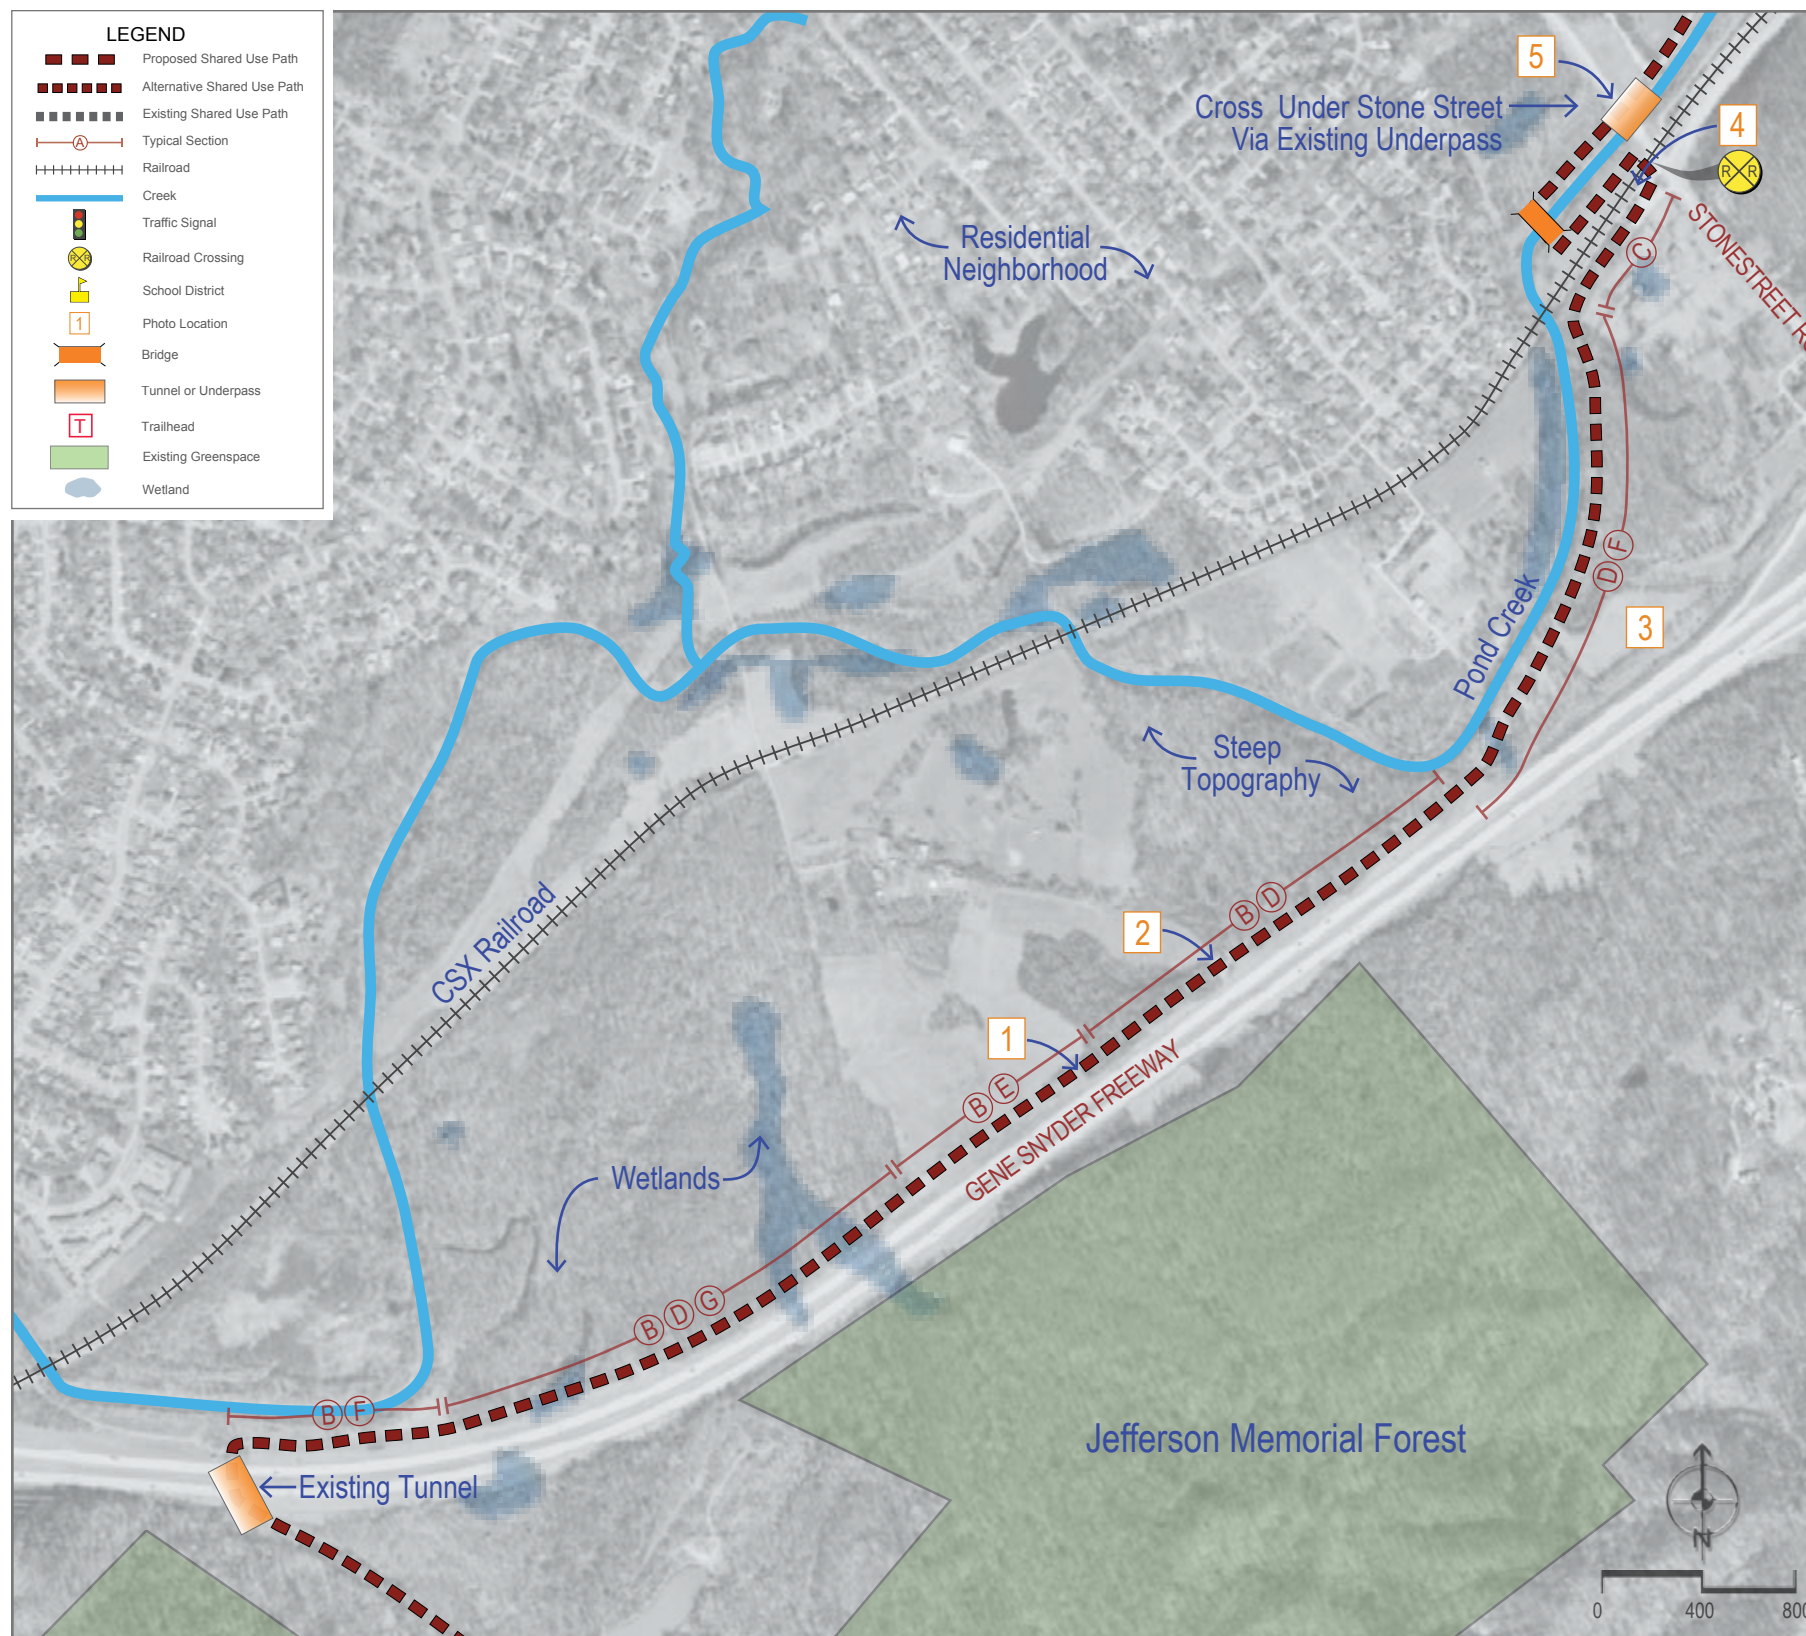 LEGEND
Proposed Shared Use Path
Alternative Shared Use Path
Existing Shared Use Path
A
Typical Section
Railroad
Creek
Traffic Signal
R R
Railroad Crossing
School District
1
Photo Location
Bridge
Tunnel or Underpass
T
Trailhead
Existing Greenspace
Wetland
5
Cross Under Stone Street
Via Existing Underpass
4
R R
STONESTREET
C
Residential
Neighborhood
F
D
3
Pond Creek
Steep
Topography
B D
2
CSX Railroad
1
B E
GENE SNYDER FREEWAY
Wetlands
B D G
B F
Existing Tunnel
Jefferson Memorial Forest
N
0 400 800